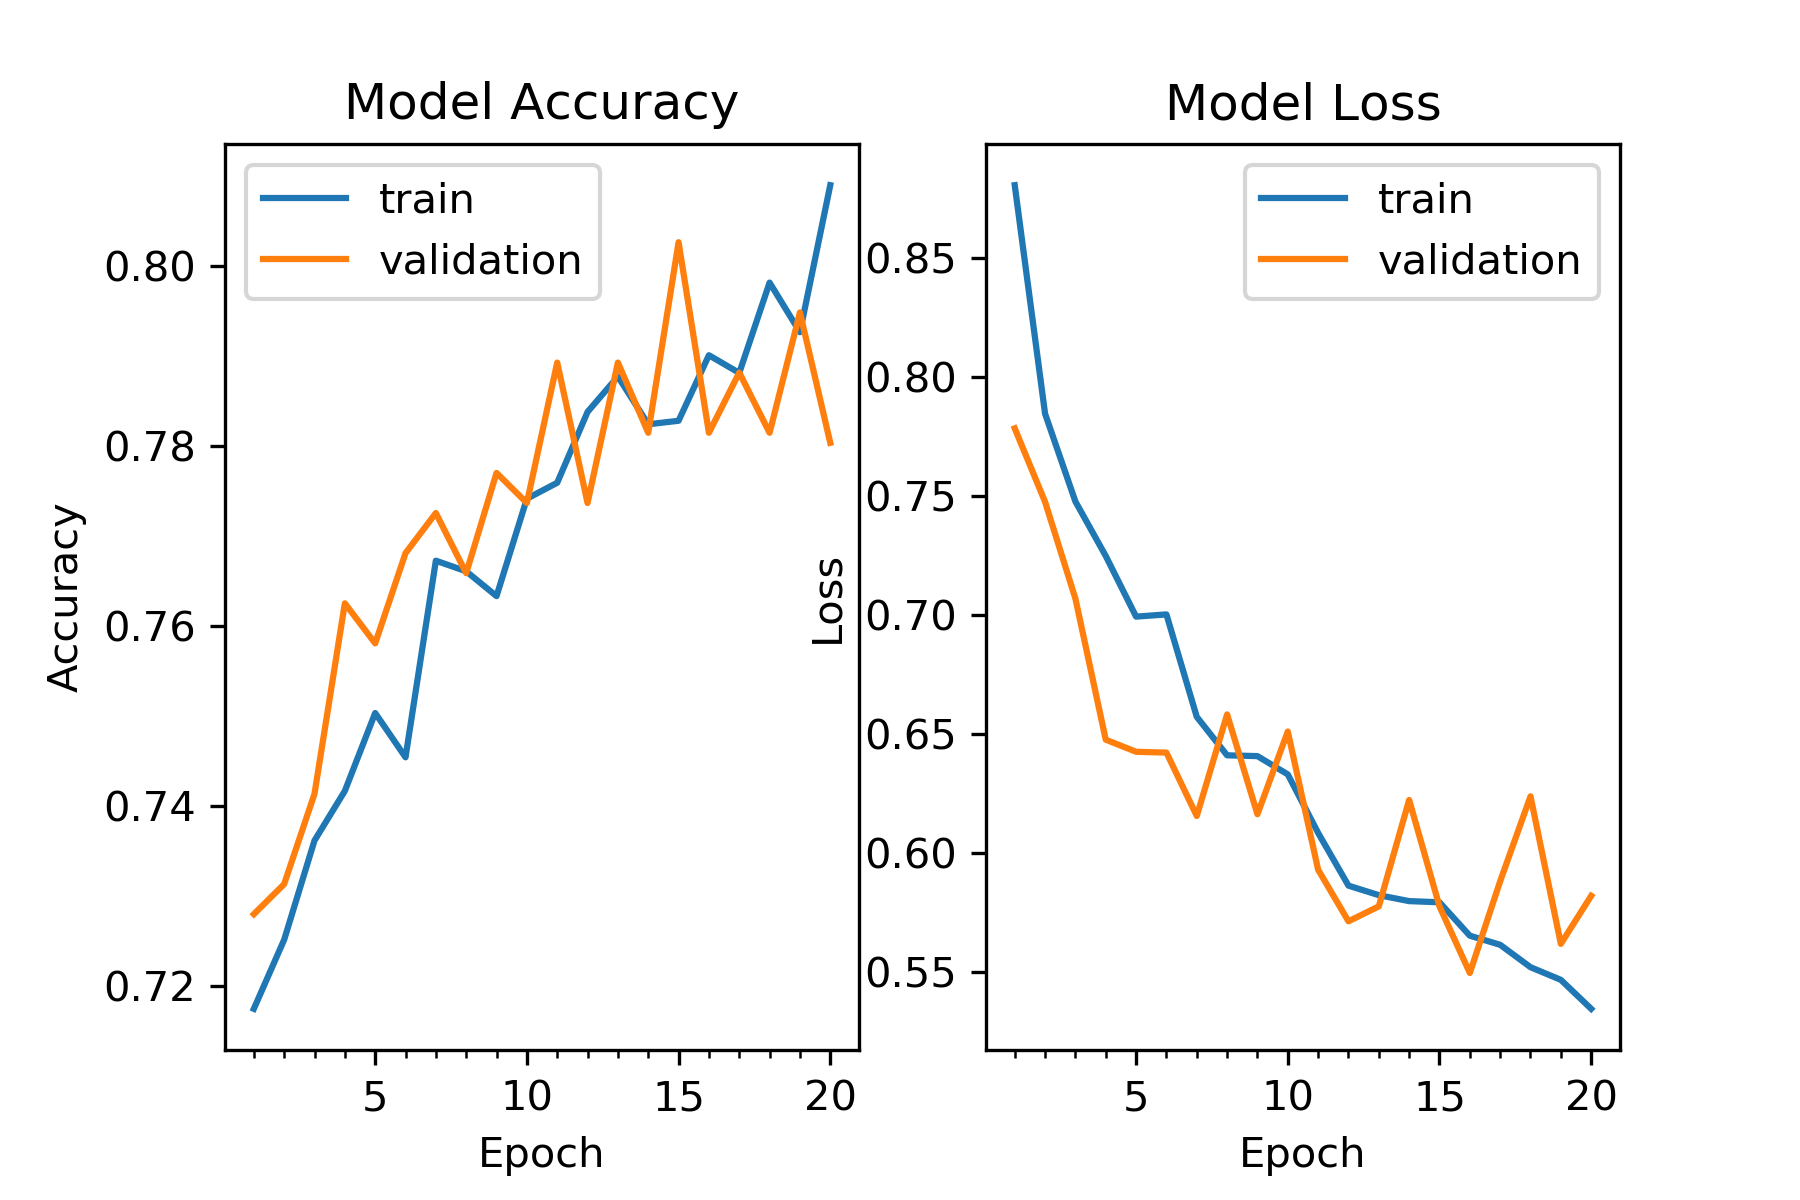 Model Accuracy
train
validation
0.80
0.78
0.76
0.74
0.72
Accuracy
5 10 15 20
Epoch
Model Loss
train
validation
0.85
0.80
0.75
0.70
0.65
0.60
0.55
Loss
5 10 15 20
Epoch